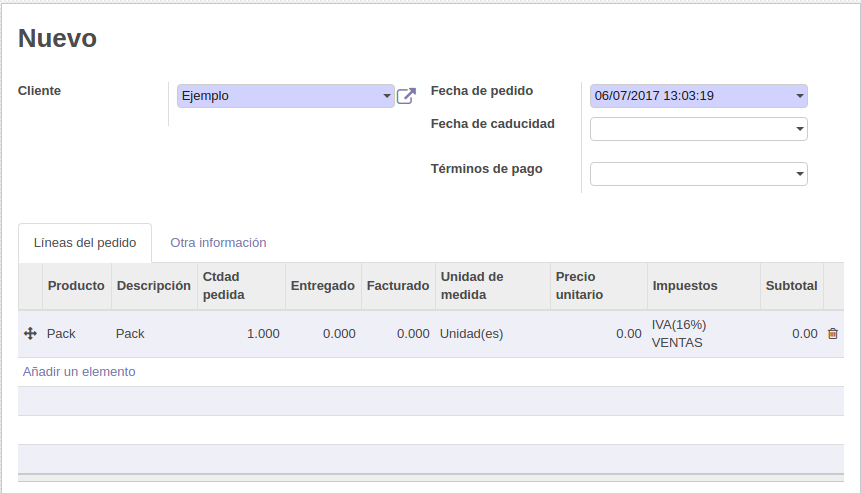 Nuevo
Cliente
Ejemplo
Fecha de pedido
06/07/2017 13:03:19
Fecha de caducidad
Términos de pago
Líneas del pedido
Otra información
Producto Descripción Ctdad pedida Entregado Facturado Unidad de medida Precio unitario Impuestos Subtotal
Pack Pack 1.000 0.000 0.000 Unidad(es) 0.00 IVA(16%) VENTAS 0.00
Añadir un elemento